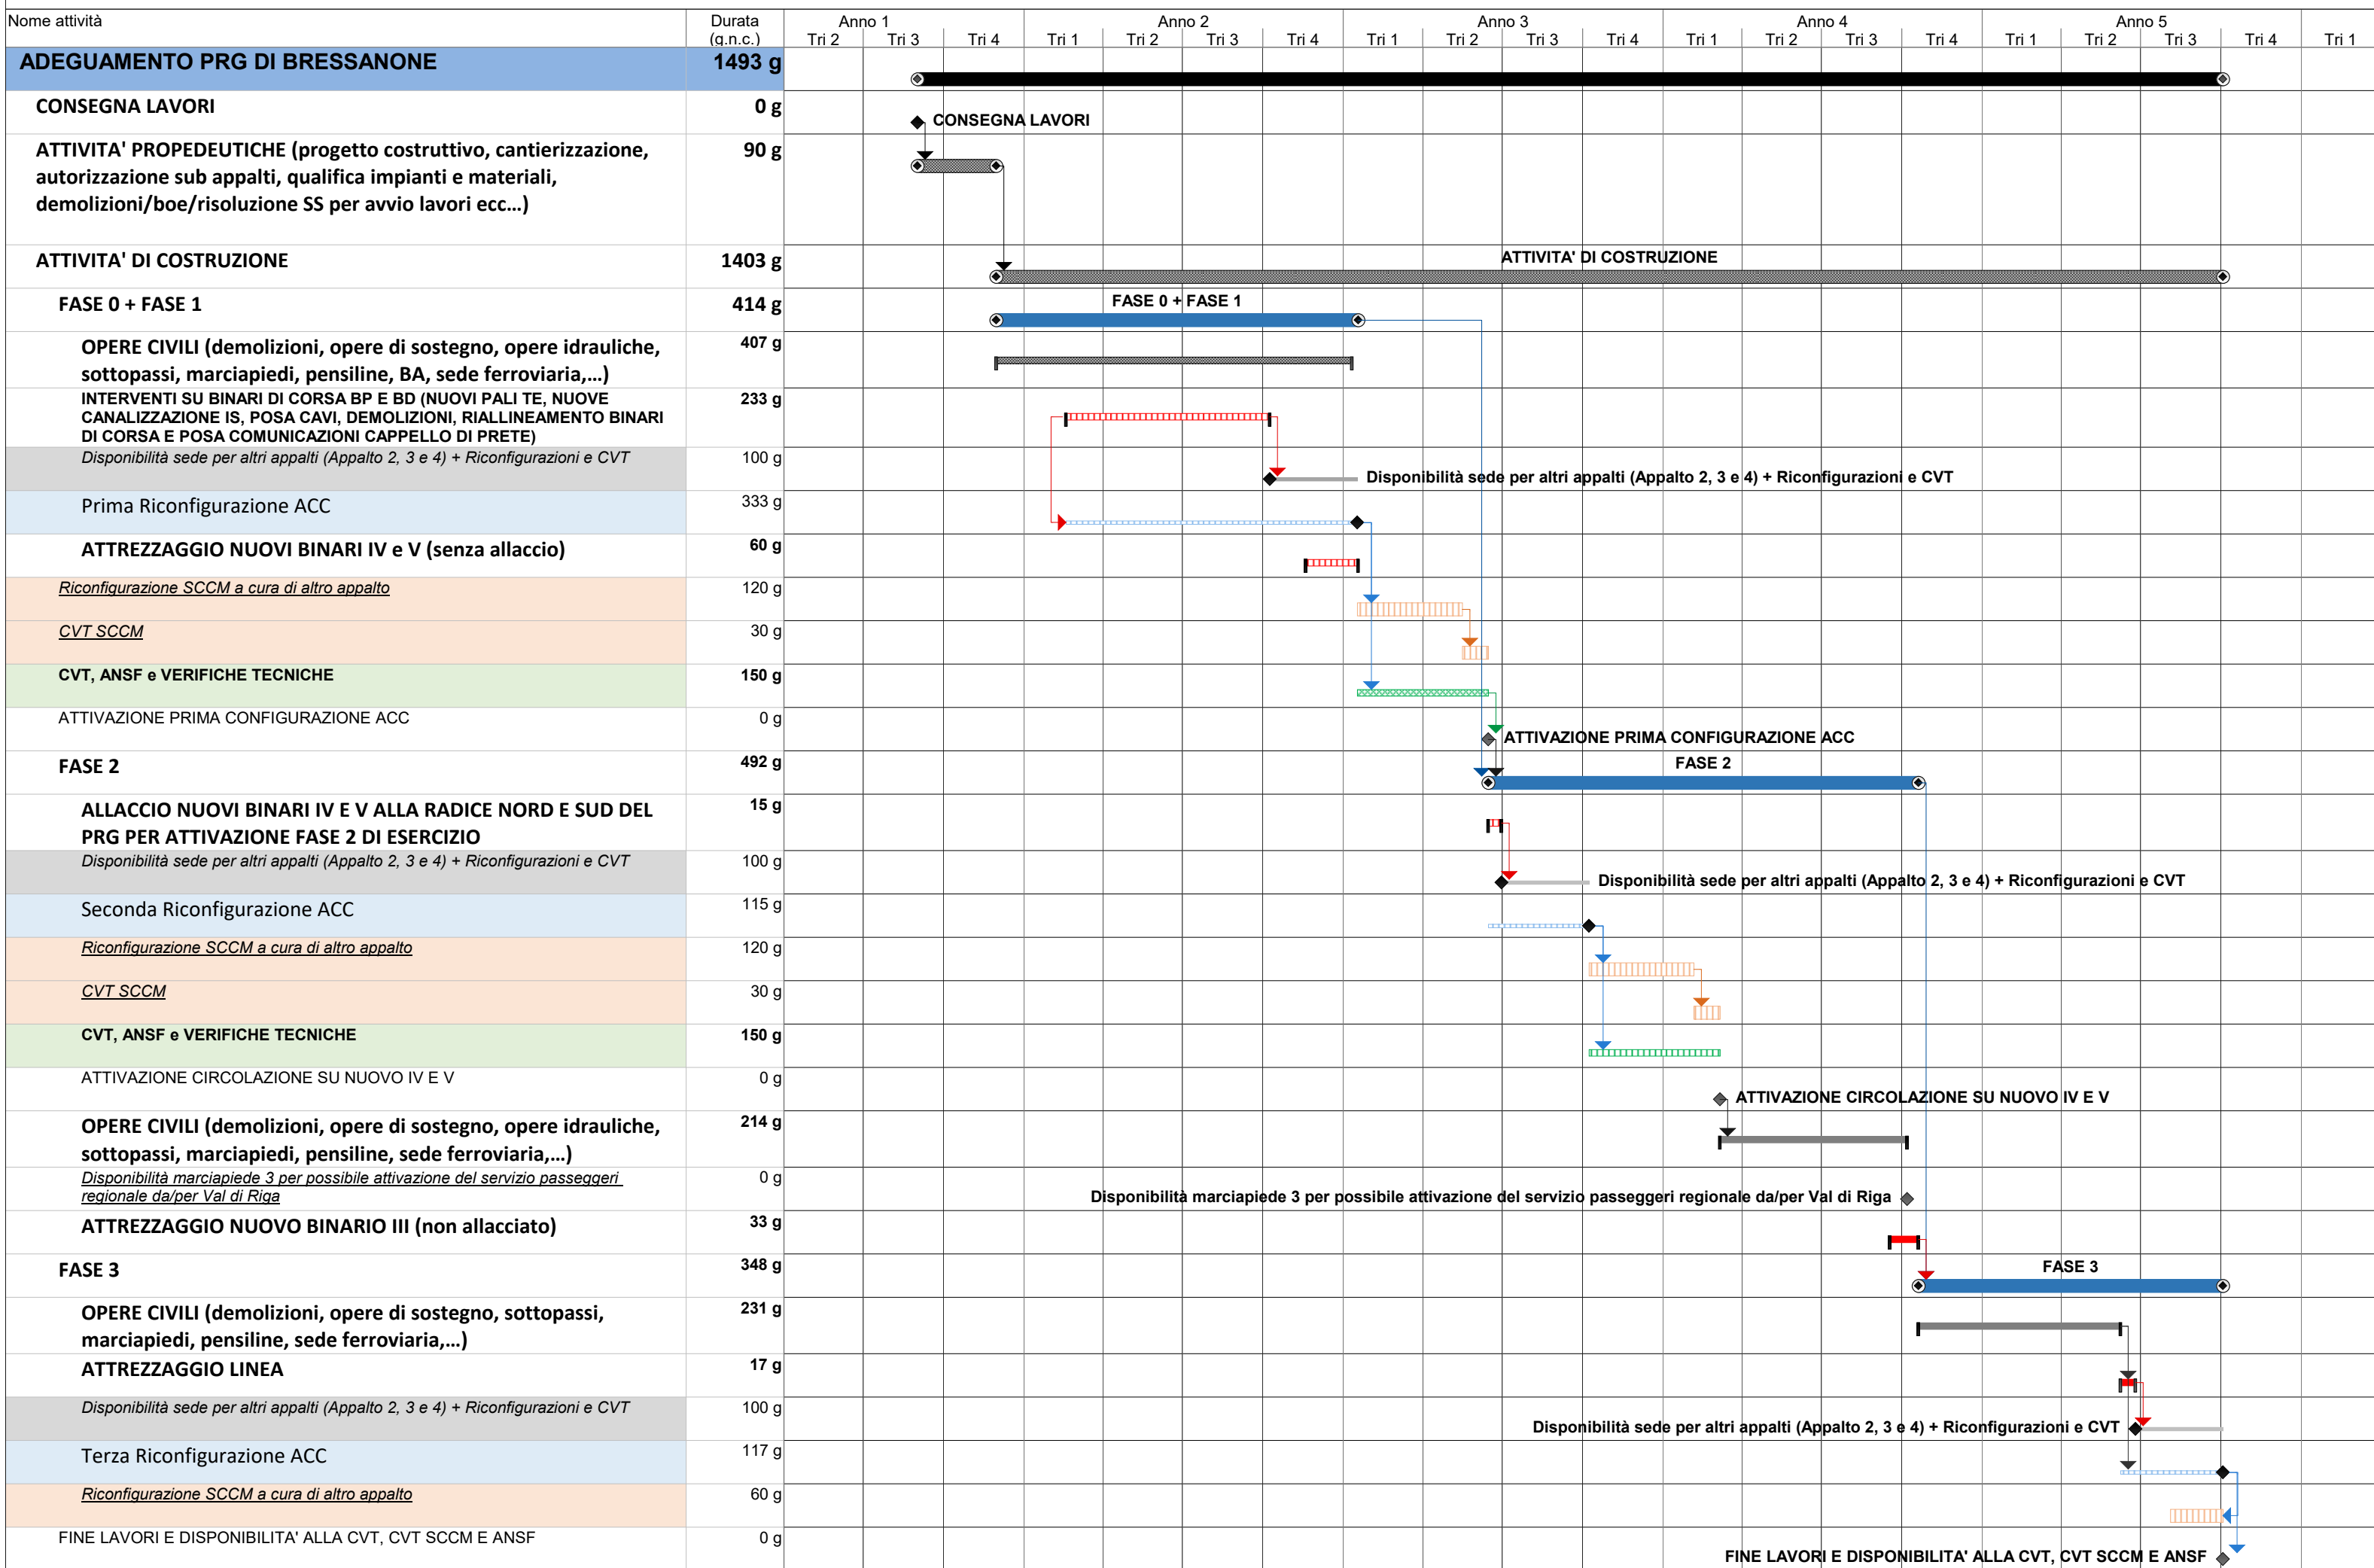 Nome attività Durata Anno 1 Anno 2 Anno 3 Anno 4 Anno 5
(g.n.c.) Tri 2 Tri 3 Tri 4 Tri 1 Tri 2 Tri 3 Tri 4 Tri 1 Tri 2 Tri 3 Tri 4 Tri 1 Tri 2 Tri 3 Tri 4 Tri 1 Tri 2 Tri 3 Tri 4 Tri 1
ADEGUAMENTO PRG DI BRESSANONE 1493 g
CONSEGNA LAVORI 0 g
CONSEGNA LAVORI
ATTIVITA' PROPEDEUTICHE (progetto costruttivo, cantierizzazione, 90 g
autorizzazione sub appalti, qualifica impianti e materiali,
demolizioni/boe/risoluzione SS per avvio lavori ecc...)
ATTIVITA' DI COSTRUZIONE 1403 g
ATTIVITA' DI COSTRUZIONE
FASE 0 + FASE 1 414 g
FASE 0 + FASE 1
OPERE CIVILI (demolizioni, opere di sostegno, opere idrauliche, 407 g
sottopassi, marciapiedi, pensiline, BA, sede ferroviaria,...)
INTERVENTI SU BINARI DI CORSA BP E BD (NUOVI PALI TE, NUOVE 233 g
CANALIZZAZIONE IS, POSA CAVI, DEMOLIZIONI, RIALLINEAMENTO BINARI
DI CORSA E POSA COMUNICAZIONI CAPPELLO DI PRETE)
Disponibilità sede per altri appalti (Appalto 2, 3 e 4) + Riconfigurazioni e CVT 100 g
Disponibilità sede per altri appalti (Appalto 2, 3 e 4) + Riconfigurazioni e CVT
Prima Riconfigurazione ACC 333 g
ATTREZZAGGIO NUOVI BINARI IV e V (senza allaccio) 60 g
Riconfigurazione SCCM a cura di altro appalto 120 g
CVT SCCM 30 g
CVT, ANSF e VERIFICHE TECNICHE 150 g
ATTIVAZIONE PRIMA CONFIGURAZIONE ACC 0 g
ATTIVAZIONE PRIMA CONFIGURAZIONE ACC
FASE 2 492 g
FASE 2
ALLACCIO NUOVI BINARI IV E V ALLA RADICE NORD E SUD DEL 15 g
PRG PER ATTIVAZIONE FASE 2 DI ESERCIZIO
Disponibilità sede per altri appalti (Appalto 2, 3 e 4) + Riconfigurazioni e CVT 100 g
Disponibilità sede per altri appalti (Appalto 2, 3 e 4) + Riconfigurazioni e CVT
Seconda Riconfigurazione ACC 115 g
Riconfigurazione SCCM a cura di altro appalto 120 g
CVT SCCM 30 g
CVT, ANSF e VERIFICHE TECNICHE 150 g
ATTIVAZIONE CIRCOLAZIONE SU NUOVO IV E V 0 g
ATTIVAZIONE CIRCOLAZIONE SU NUOVO IV E V
OPERE CIVILI (demolizioni, opere di sostegno, opere idrauliche, 214 g
sottopassi, marciapiedi, pensiline, sede ferroviaria,...)
Disponibilità marciapiede 3 per possibile attivazione del servizio passeggeri 0 g
regionale da/per Val di Riga
Disponibilità marciapiede 3 per possibile attivazione del servizio passeggeri regionale da/per Val di Riga
ATTREZZAGGIO NUOVO BINARIO III (non allacciato) 33 g
FASE 3 348 g
FASE 3
OPERE CIVILI (demolizioni, opere di sostegno, sottopassi, 231 g
marciapiedi, pensiline, sede ferroviaria,...)
ATTREZZAGGIO LINEA 17 g
Disponibilità sede per altri appalti (Appalto 2, 3 e 4) + Riconfigurazioni e CVT 100 g
Disponibilità sede per altri appalti (Appalto 2, 3 e 4) + Riconfigurazioni e CVT
Terza Riconfigurazione ACC 117 g
Riconfigurazione SCCM a cura di altro appalto 60 g
FINE LAVORI E DISPONIBILITA' ALLA CVT, CVT SCCM E ANSF 0 g
FINE LAVORI E DISPONIBILITA' ALLA CVT, CVT SCCM E ANSF